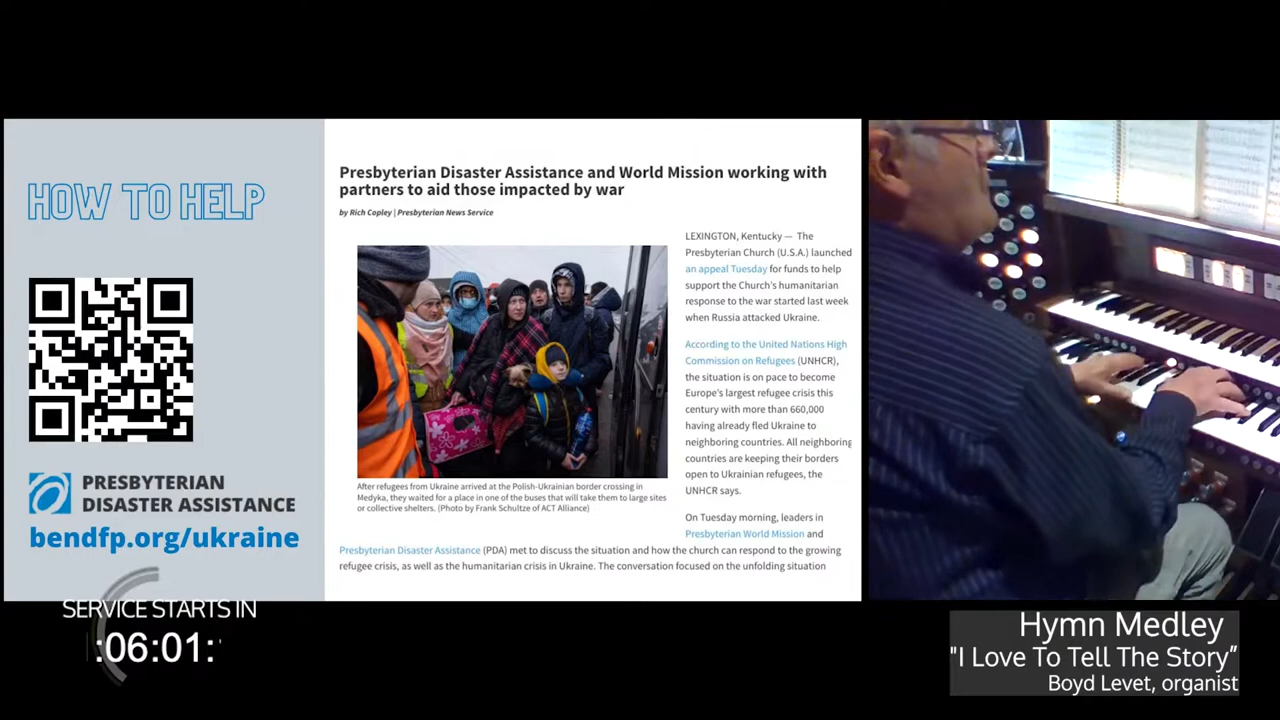 HOW TO HELP
PRESBYTERIAN
DISASTER ASSISTANCE
bendfp.org/ukraine
Presbyterian Disaster Assistance and World Mission working with
partners to aid those impacted by war
by Rich Copley | Presbyterian News Service
LEXINGTON, Kentucky — The
Presbyterian Church (U.S.A.) launched
an appeal Tuesday for funds to help
support the Church's humanitarian
response to the war started last week
when Russia attacked Ukraine.
According to the United Nations High
Commission on Refugees (UNHCR),
the situation is on pace to become
Europe's largest refugee crisis this
century with more than 660,000
having already fled Ukraine to
neighboring countries. All neighboring
countries are keeping their borders
open to Ukrainian refugees, the
UNHCR says.
After refugees from Ukraine arrived at the Polish-Ukrainian border crossing in
Medyka, they waited for a place in one of the buses that will take them to large sites
or collective shelters. (Photo by Frank Schultze of ACT Alliance)
On Tuesday morning, leaders in
Presbyterian World Mission and
Presbyterian Disaster Assistance (PDA) met to discuss the situation and how the church can respond to the growing
refugee crisis, as well as the humanitarian crisis in Ukraine. The conversation focused on the unfolding situation
SERVICE STARTS IN
:06:01:
Hymn Medley
"I Love To Tell The Story"
Boyd Levet, organist